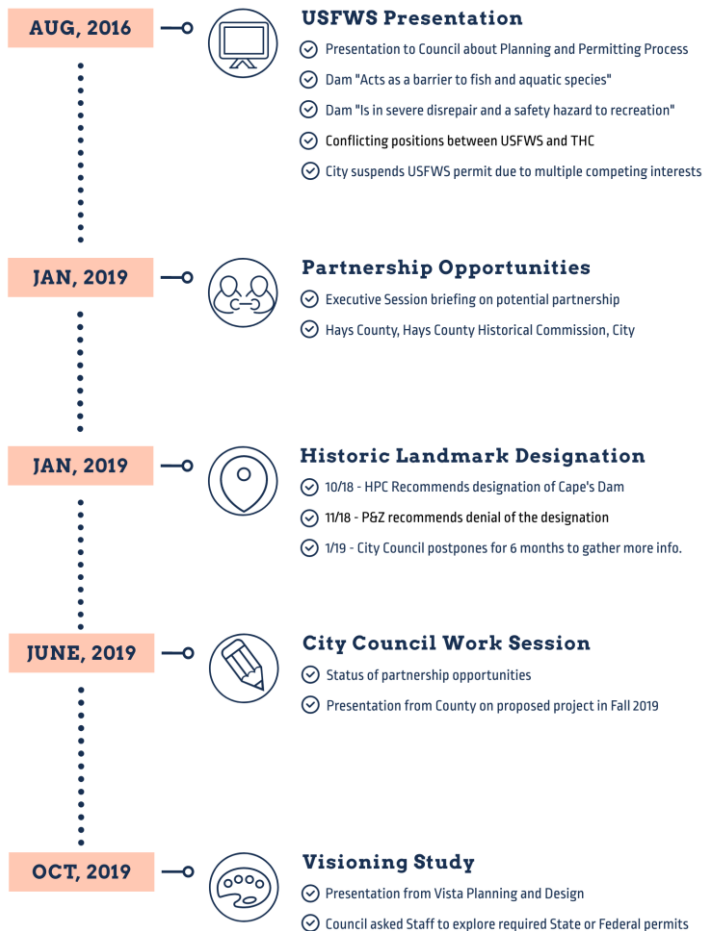 AUG, 2016
USFWS Presentation
Presentation to Council about Planning and Permitting Process
Dam "Acts as a barrier to fish and aquatic species"
Dam "Is in severe disrepair and a safety hazard to recreation"
Conflicting positions between USFWS and THC
City suspends USFWS permit due to multiple competing interests
JAN, 2019
Partnership Opportunities
Executive Session briefing on potential partnership
Hays County, Hays County Historical Commission, City
JAN, 2019
Historic Landmark Designation
10/18 - HPC Recommends designation of Cape's Dam
11/18 - P&Z recommends denial of the designation
1/19 - City Council postpones for 6 months to gather more info.
JUNE, 2019
City Council Work Session
Status of partnership opportunities
Presentation from County on proposed project in Fall 2019
OCT, 2019
Visioning Study
Presentation from Vista Planning and Design
Council asked Staff to explore required State or Federal permits